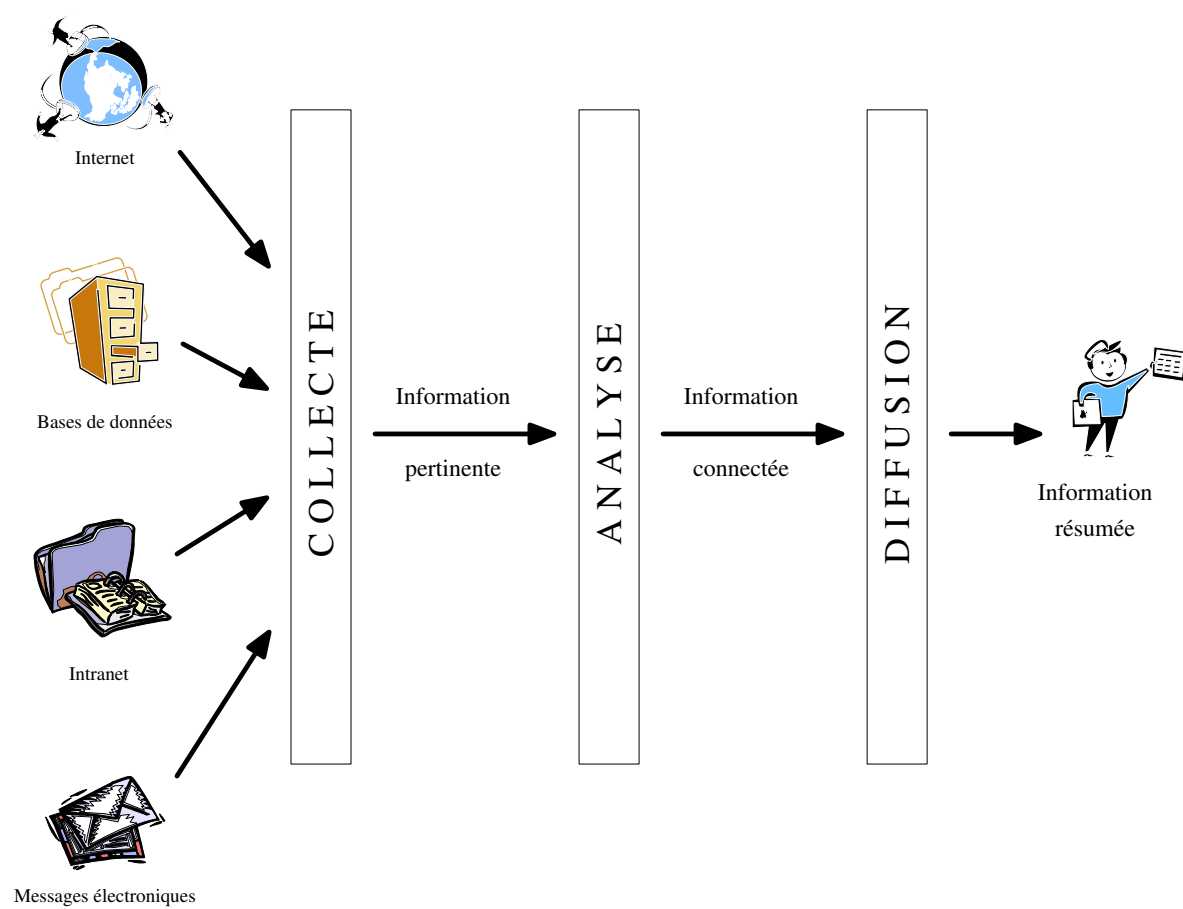 Internet
Bases de données
Intranet
Messages électroniques
COLLECTE
Information
pertinente
ANALYSE
Information
connectée
DIFFUSION
Information
résumée